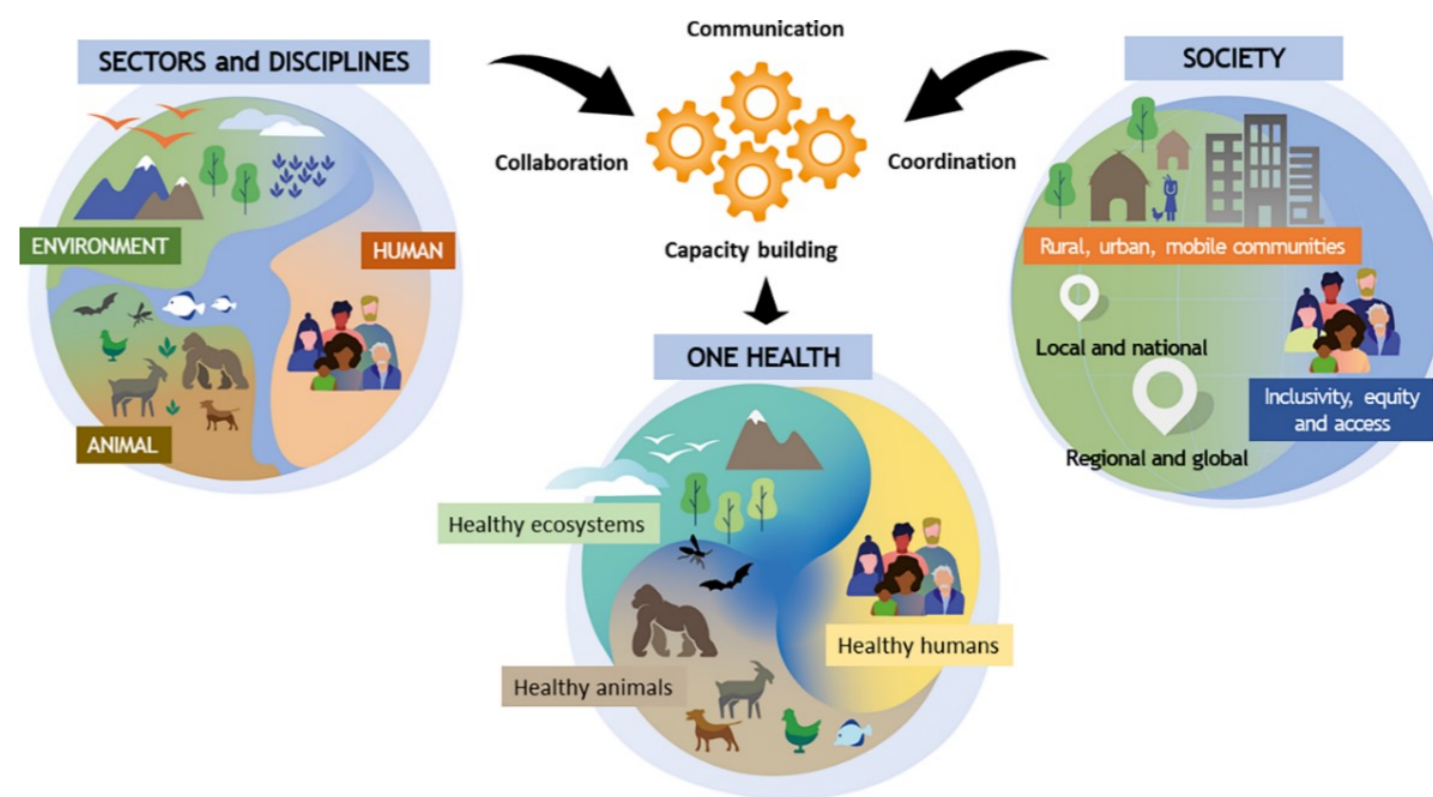 SECTORS and DISCIPLINES
ENVIRONMENT
HUMAN
ANIMAL
Communication
Collaboration
Coordination
Capacity building
SOCIETY
Rural, urban, mobile communities
Local and national
Inclusivity, equity
and access
Regional and global
ONE HEALTH
Healthy ecosystems
Healthy humans
Healthy animals